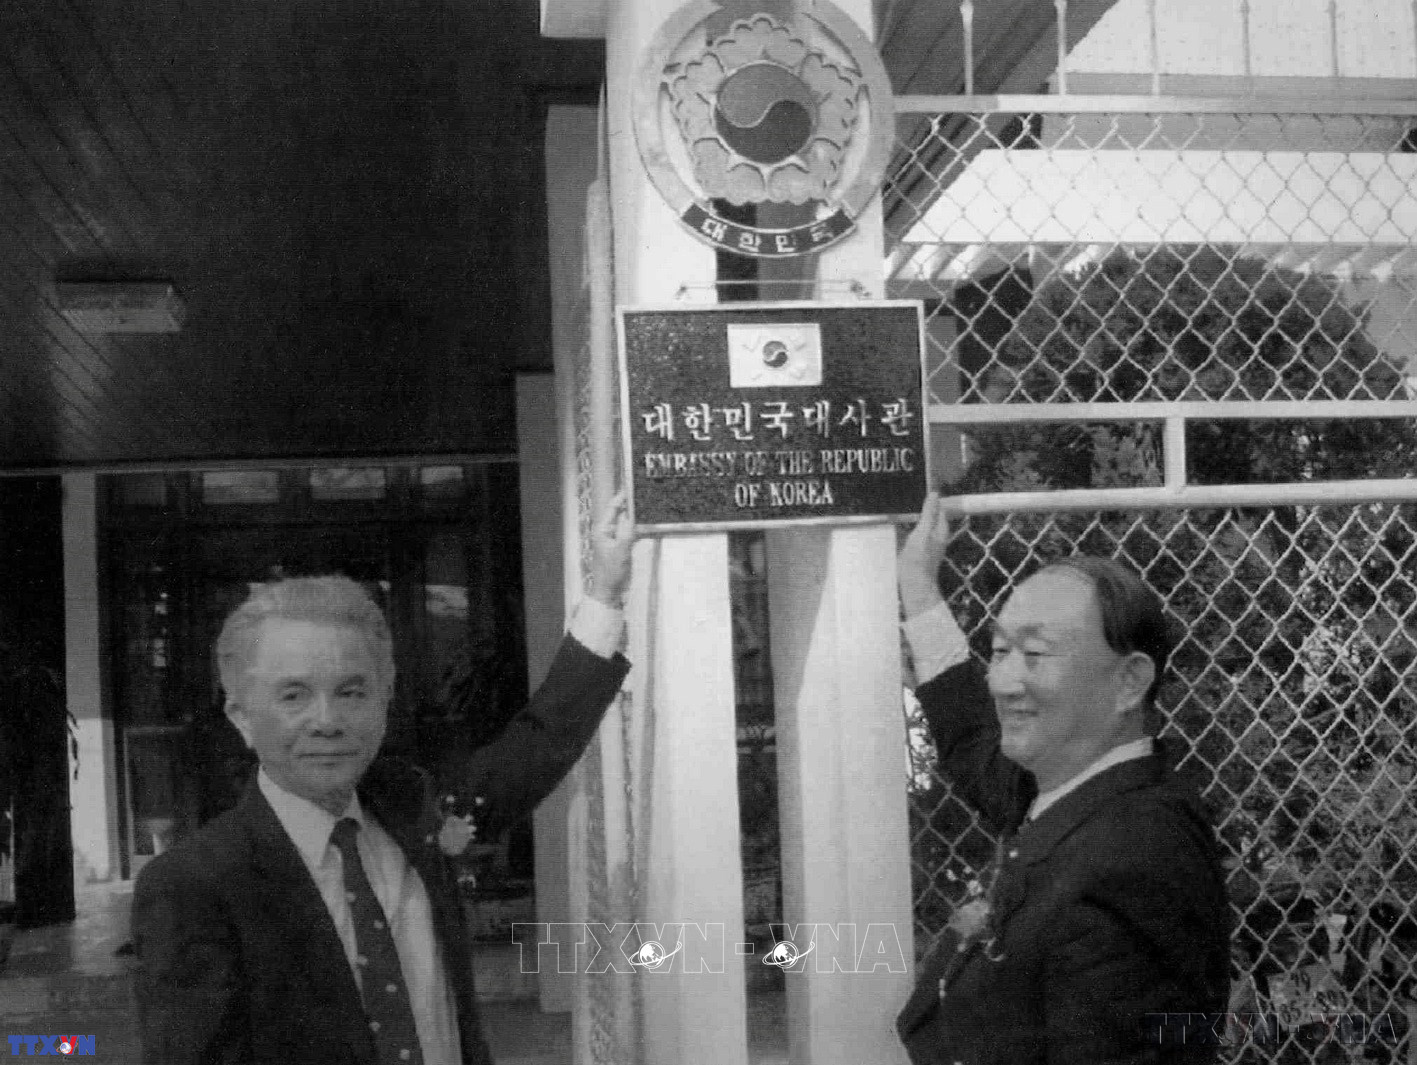 대한민국
대한민국대사관
EMBASSY OF THE REPUBLIC
OF KOREA
TTXVN-VNA
TTXVN-VNA
TTXVN